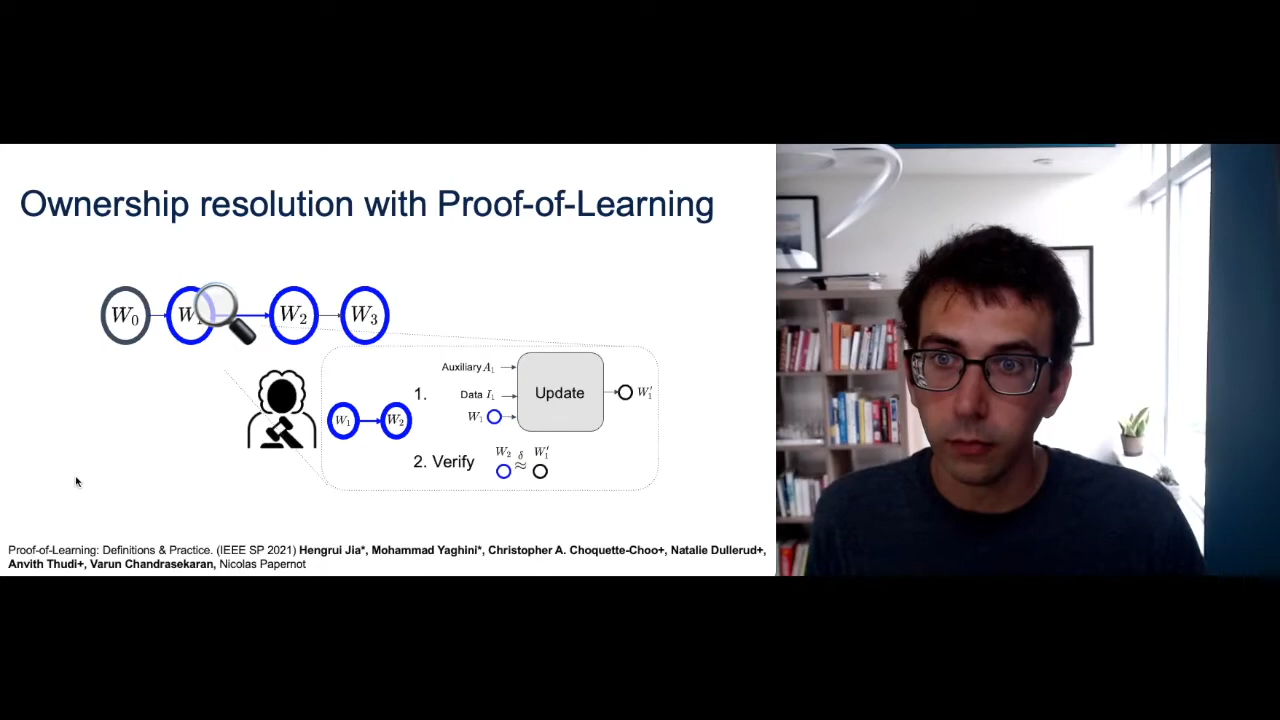 Ownership resolution with Proof-of-Learning
W₀ W₁ W₂ W₃
Auxiliary A₁
1.
Update
W₁'
Data I₁
W₁
W₁ W₂
2. Verify
W₂ δ W₁'
≈
Proof-of-Learning: Definitions & Practice. (IEEE SP 2021) Hengrui Jia*, Mohammad Yaghini*, Christopher A. Choquette-Choo+, Natalie Dullerud+,
Anvith Thudi+, Varun Chandrasekaran, Nicolas Papernot